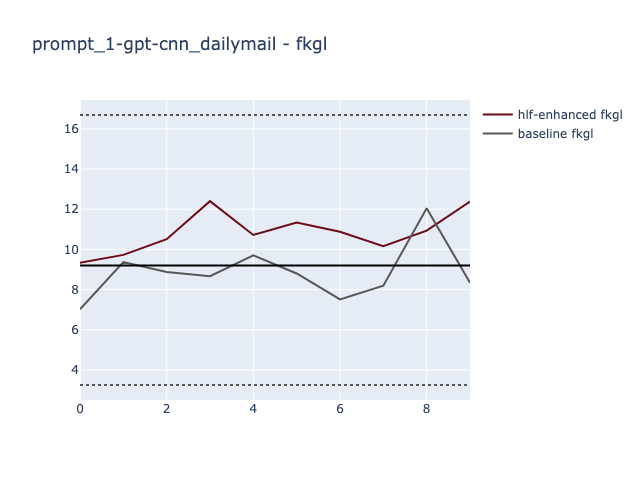 prompt_1-gpt-cnn_dailymail - fkgl
hlf-enhanced fkgl
baseline fkgl
16
14
12
10
8
6
4
0 2 4 6 8